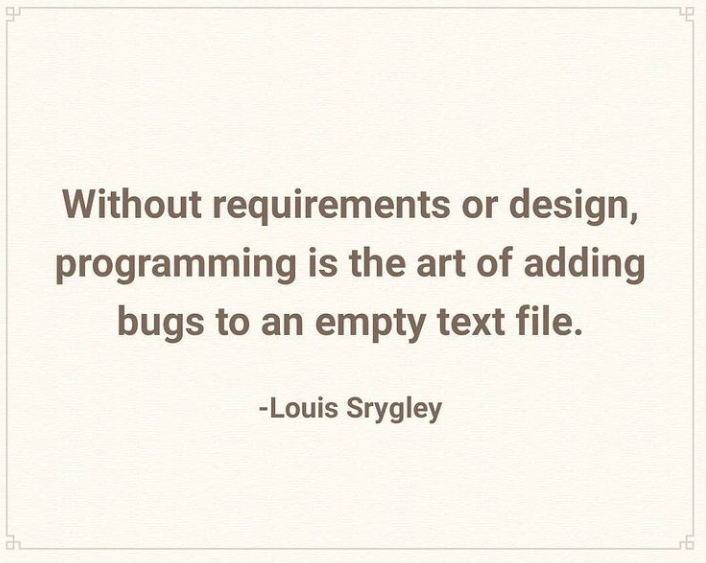 Without requirements or design,
programming is the art of adding
bugs to an empty text file.
-Louis Srygley